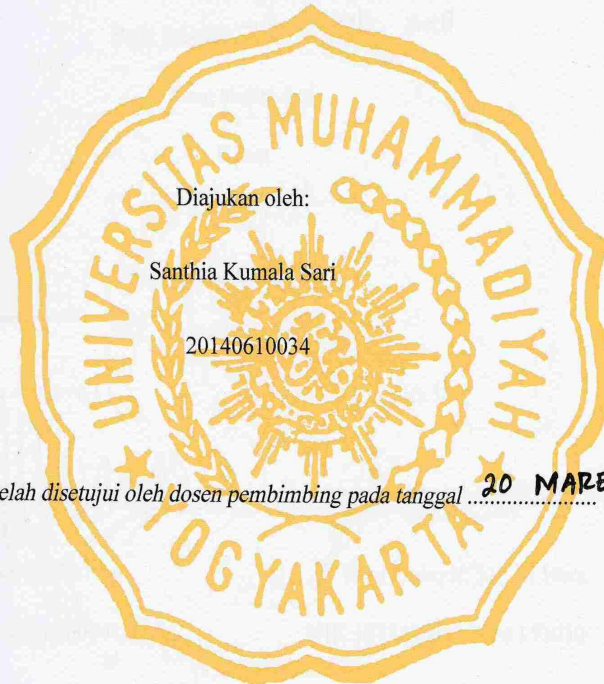 UNIVERSITAS MUHAMMADIYAH
Diajukan oleh:
Santhia Kumala Sari
20140610034
elah disetujui oleh dosen pembimbing pada tanggal ..20 MARE
YOGYAKARTA